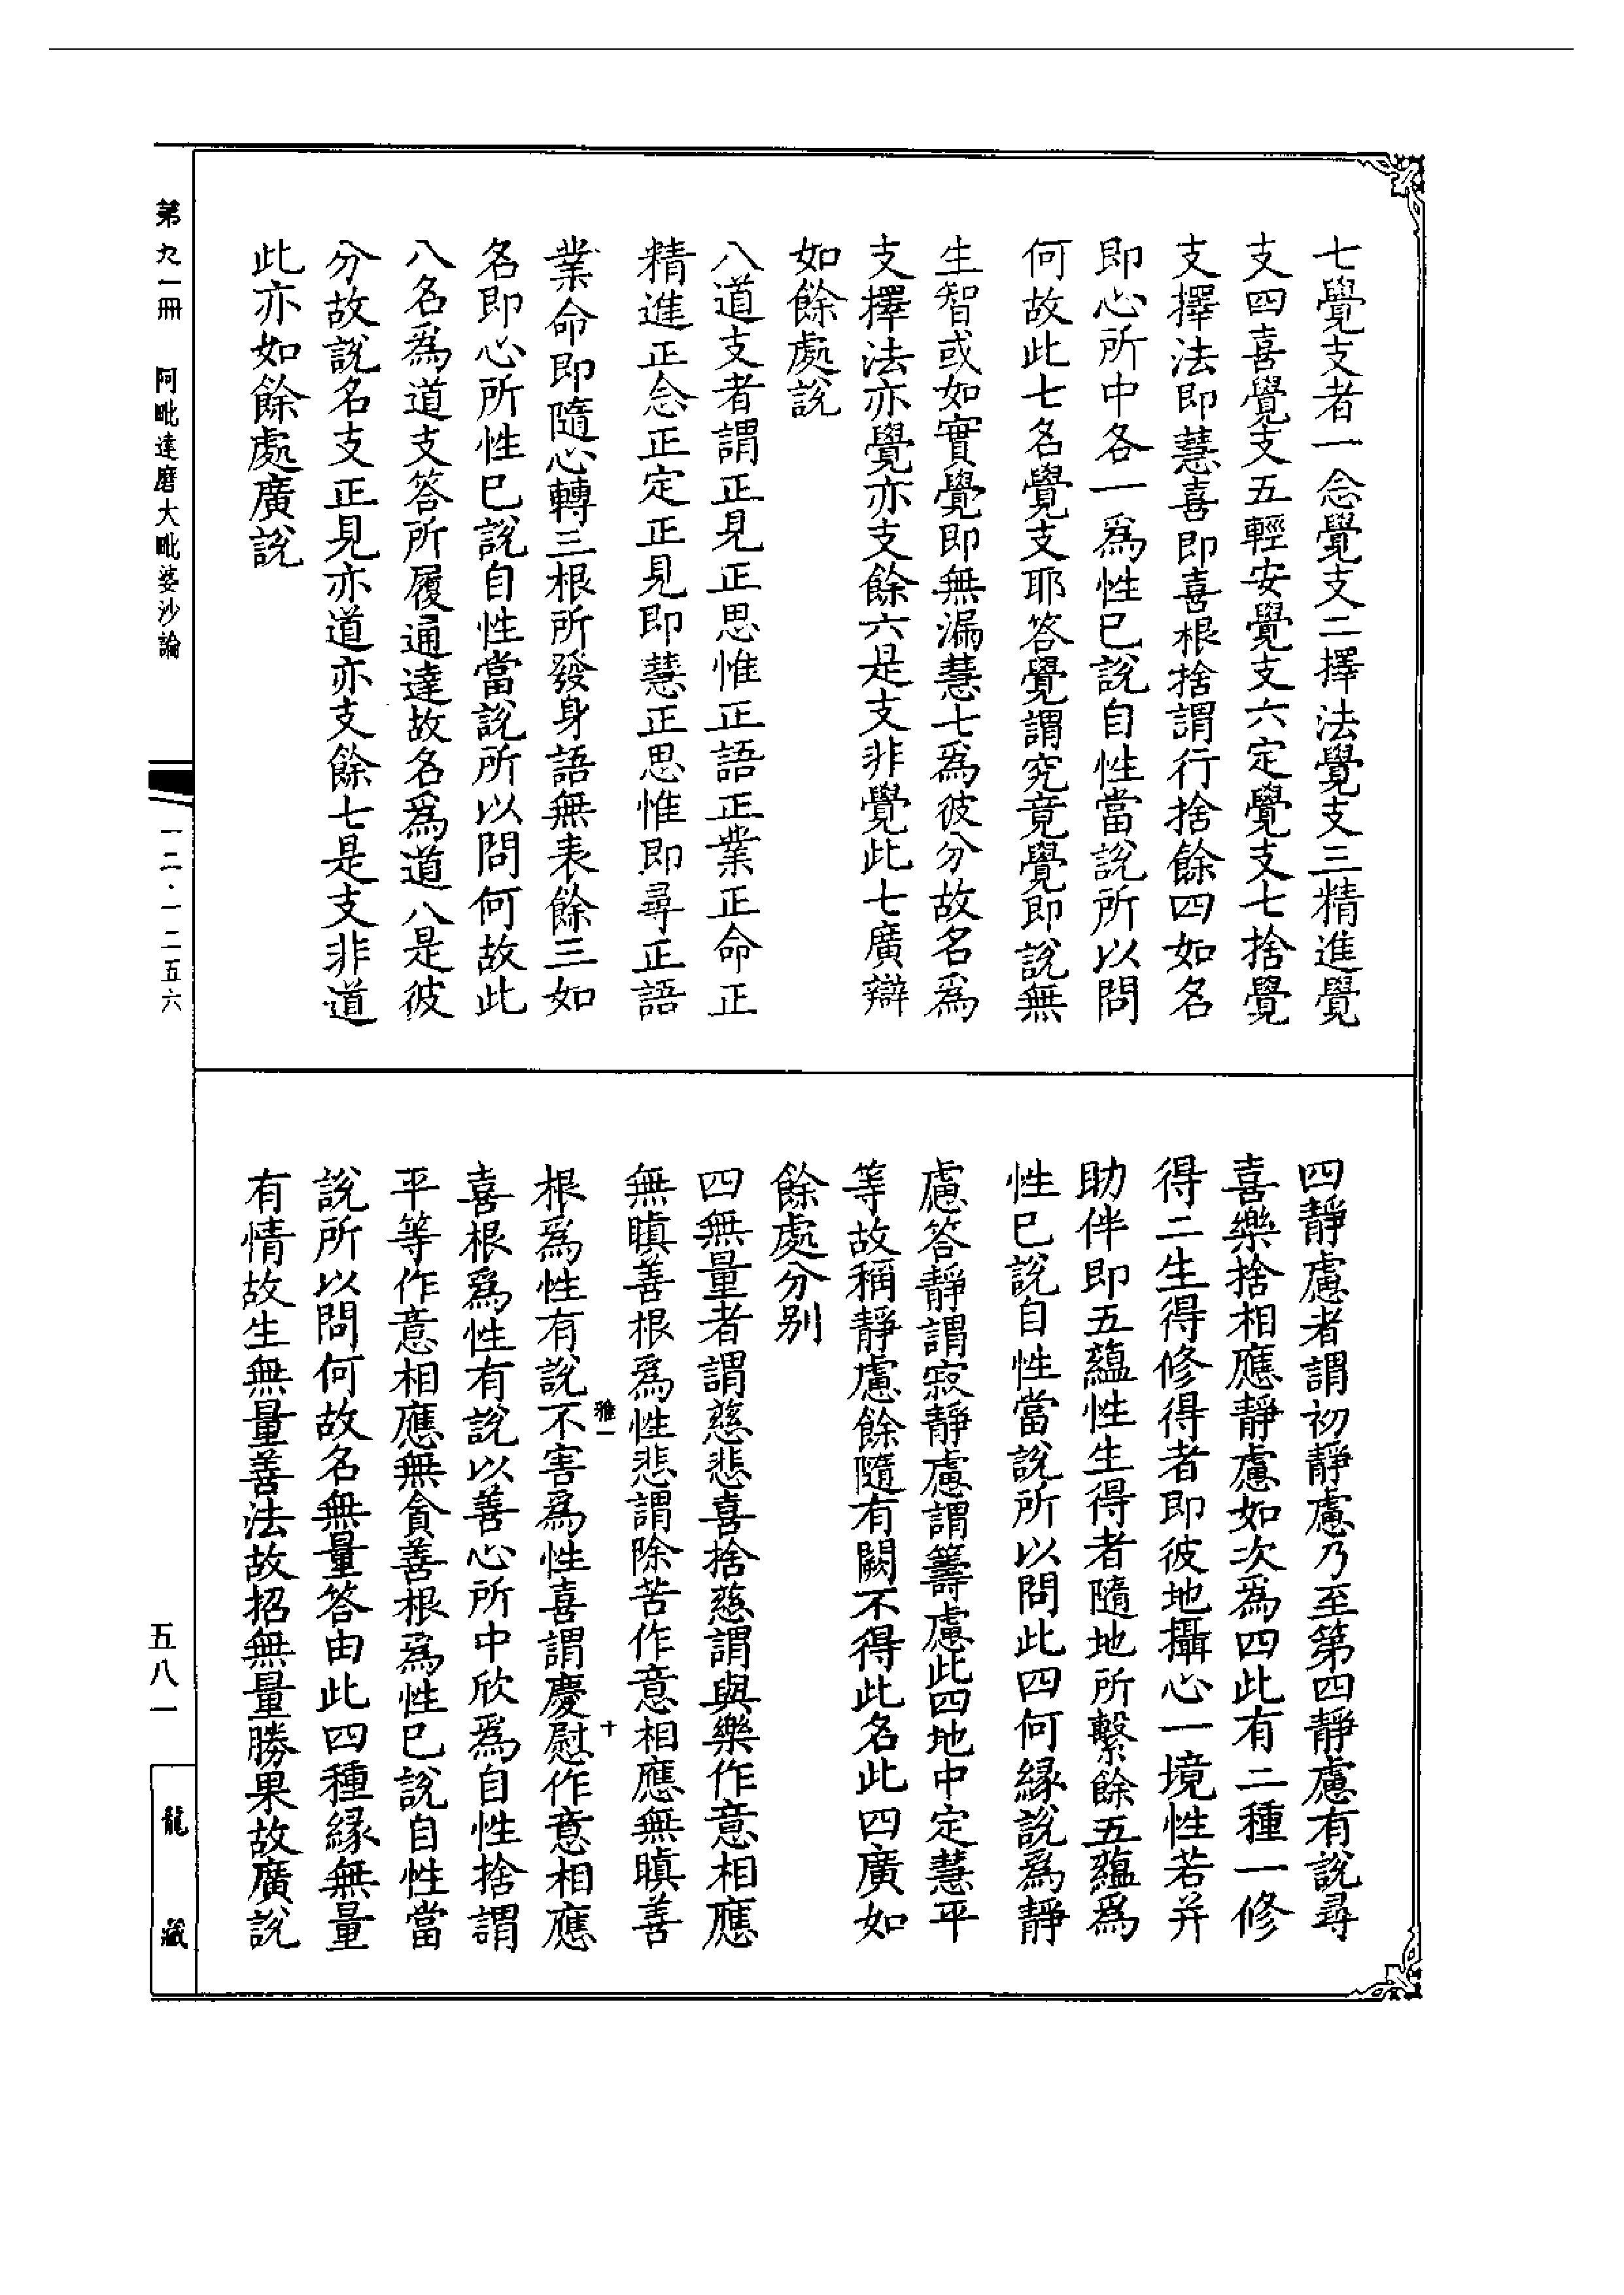 七覺支者一念覺支二擇法覺支三精進覺
支四喜覺支五輕安覺支六定覺支七捨覺
支擇法即慧喜即喜根捨謂行捨餘四如名
即心所中各一爲性已說自性當說所以問
何故此七名覺支耶答覺謂究竟覺即說無
生智或如實覺即無漏慧七爲彼分故名爲
支擇法亦覺亦支餘六是支非覺此七廣辯
如餘處說
八道支者謂正見正思惟正語正業正命正
精進正念正定正見即慧正思惟即尋正語
業命即隨心轉三根所發身語無表餘三如
名即心所性已說自性當說所以問何故此
八名爲道支答所履通達故名爲道八是彼
分故說名支正見亦道亦支餘七是支非道
此亦如餘處廣說
四靜慮者謂初靜慮乃至第四靜慮有說尋
喜樂捨相應靜慮如次爲四此有二種一修
得二生得修得者即彼地攝心一境性若并
助伴即五蘊性生得者隨地所繫餘五蘊爲
性已說自性當說所以問此四何緣說爲靜
慮答靜謂寂靜慮謂籌慮此四地中定慧平
等故稱靜慮餘隨有闕不得此名此四廣如
餘處分別
四無量者謂慈悲喜捨慈謂與樂作意相應
無瞋善根爲性悲謂除苦作意相應無瞋善
雅一
十
根爲性有說不害爲性喜謂慶慰作意相應
喜根爲性有說以善心所中欣爲自性捨謂
平等作意相應無貪善根爲性已說自性當
說所以問何故名無量答由此四種緣無量
有情故生無量善法故招無量勝果故廣說
第九一冊 阿毗達磨大毗婆沙論
一二·一二五六
五八一
龍藏